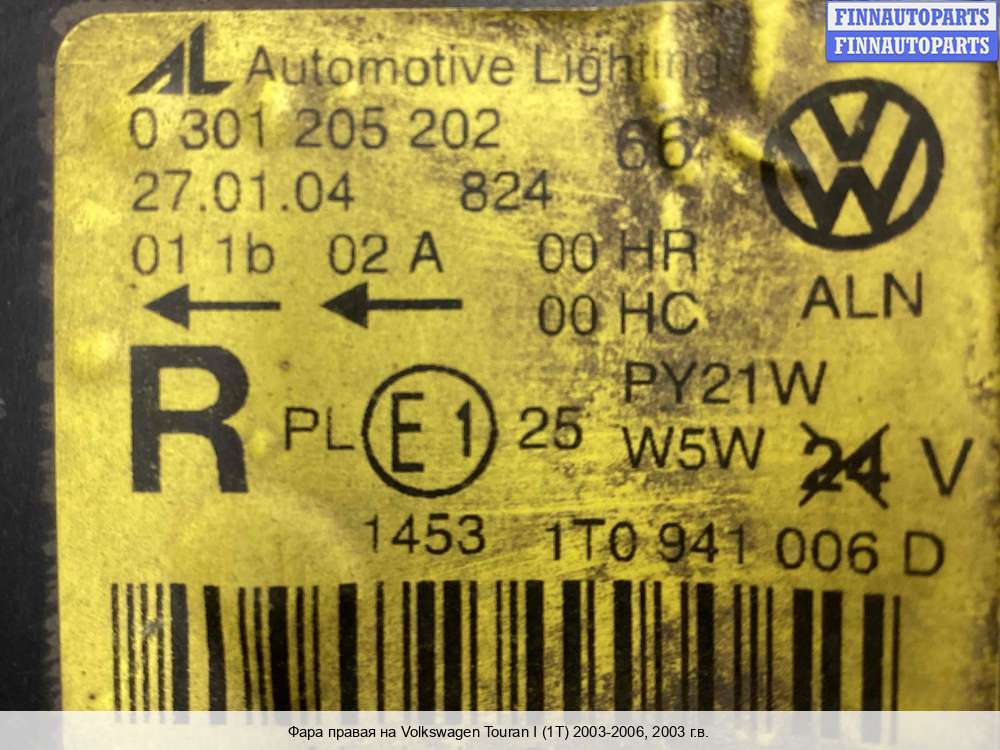 FINNAUTOPARTS
FINNAUTOPARTS
AL Automotive Lighting
0 301 205 202 66
27.01.04 824
01 1b 02 A 00 HR
00 HC ALN
R PL E1 25 PY21W
W5W 24 V
1453 1T0 941 006 D
Фара правая на Volkswagen Touran I (1T) 2003-2006, 2003 г.в.